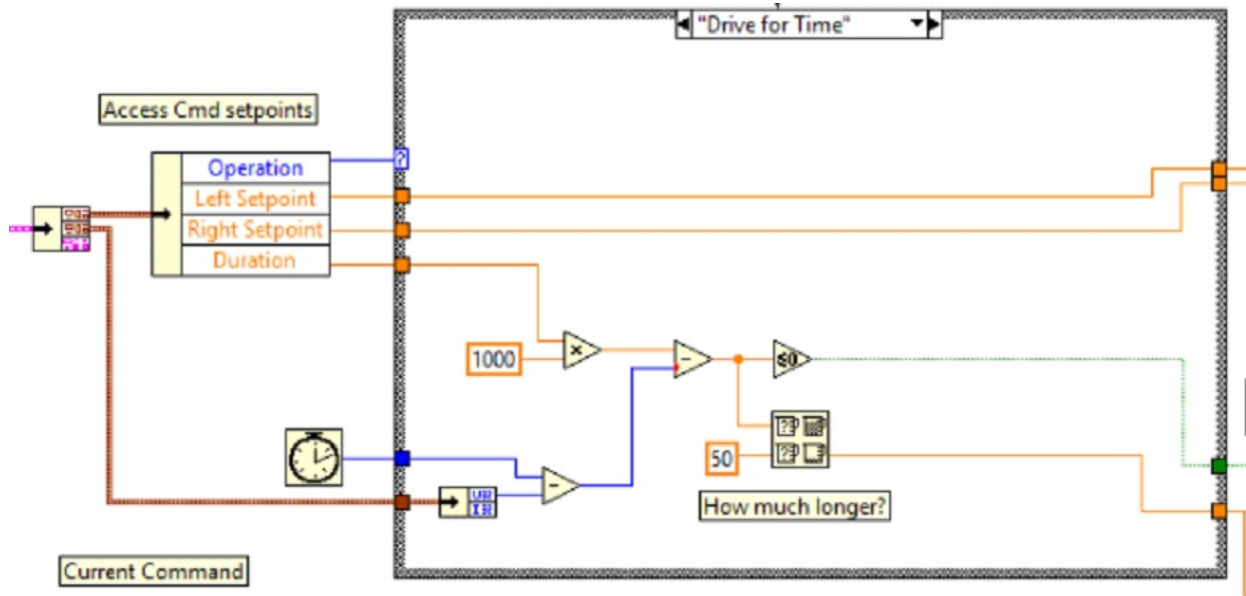 "Drive for Time"
Access Cmd setpoints
?
Operation
Left Setpoint
Right Setpoint
Duration
1000
×
-
≤0
-
50
How much longer?
Current Command